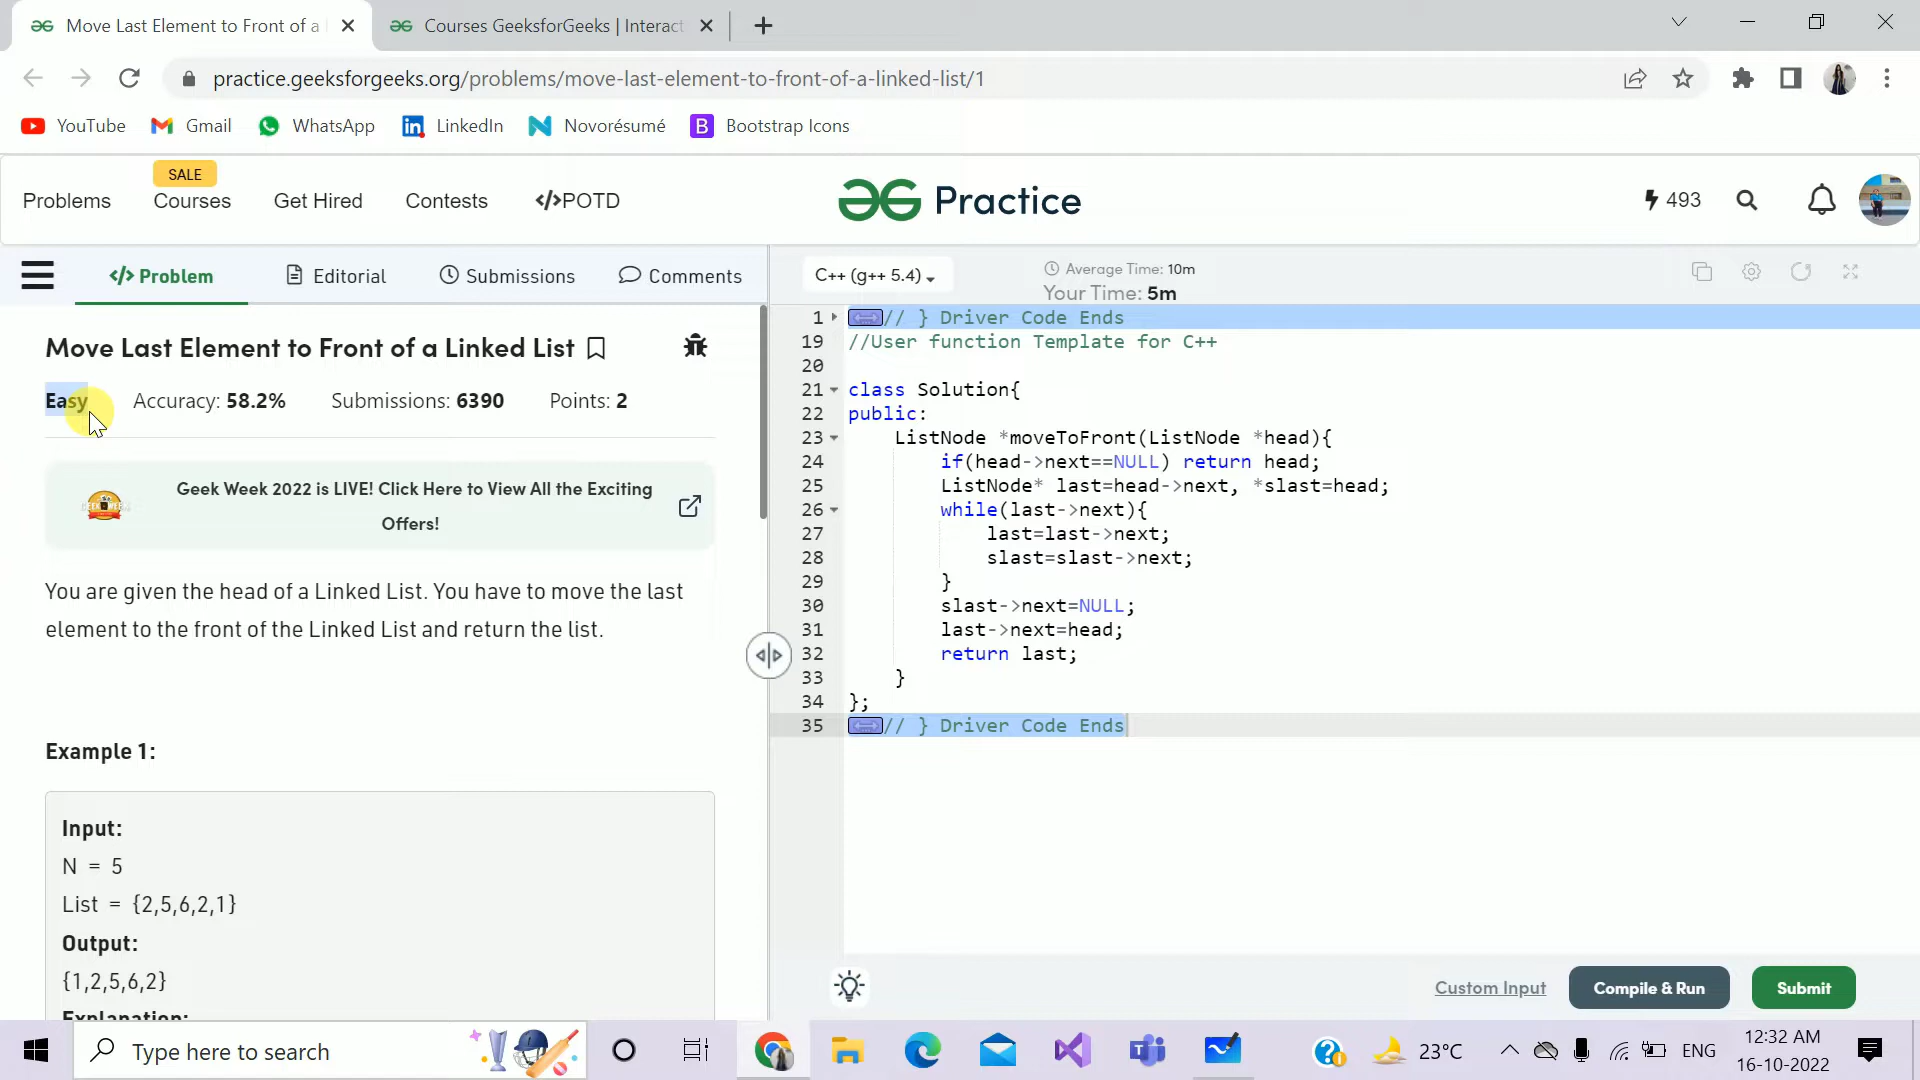 Move Last Element to Front of a
Courses GeeksforGeeks | Interact
practice.geeksforgeeks.org/problems/move-last-element-to-front-of-a-linked-list/1
YouTube
Gmail
WhatsApp
LinkedIn
Novorésumé
B
Bootstrap Icons
SALE
Problems
Courses
Get Hired
Contests
</>POTD
Practice
493
</> Problem
Editorial
Submissions
Comments
C++ (g++ 5.4)
Average Time: 10m
Your Time: 5m
Move Last Element to Front of a Linked List
Easy
Accuracy: 58.2%
Submissions: 6390
Points: 2
Geek Week 2022 is LIVE! Click Here to View All the Exciting
Offers!
You are given the head of a Linked List. You have to move the last
element to the front of the Linked List and return the list.
Example 1:
Input:
N = 5
List = {2,5,6,2,1}
Output:
{1,2,5,6,2}
Explanation:
1 // } Driver Code Ends
19 //User function Template for C++
20
21 class Solution{
22 public:
23 ListNode *moveToFront(ListNode *head){
24 if(head->next==NULL) return head;
25 ListNode* last=head->next, *slast=head;
26 while(last->next){
27 last=last->next;
28 slast=slast->next;
29 }
30 slast->next=NULL;
31 last->next=head;
32 return last;
33 }
34 };
35 // } Driver Code Ends
Custom Input
Compile & Run
Submit
Type here to search
23°C
ENG
12:32 AM
16-10-2022